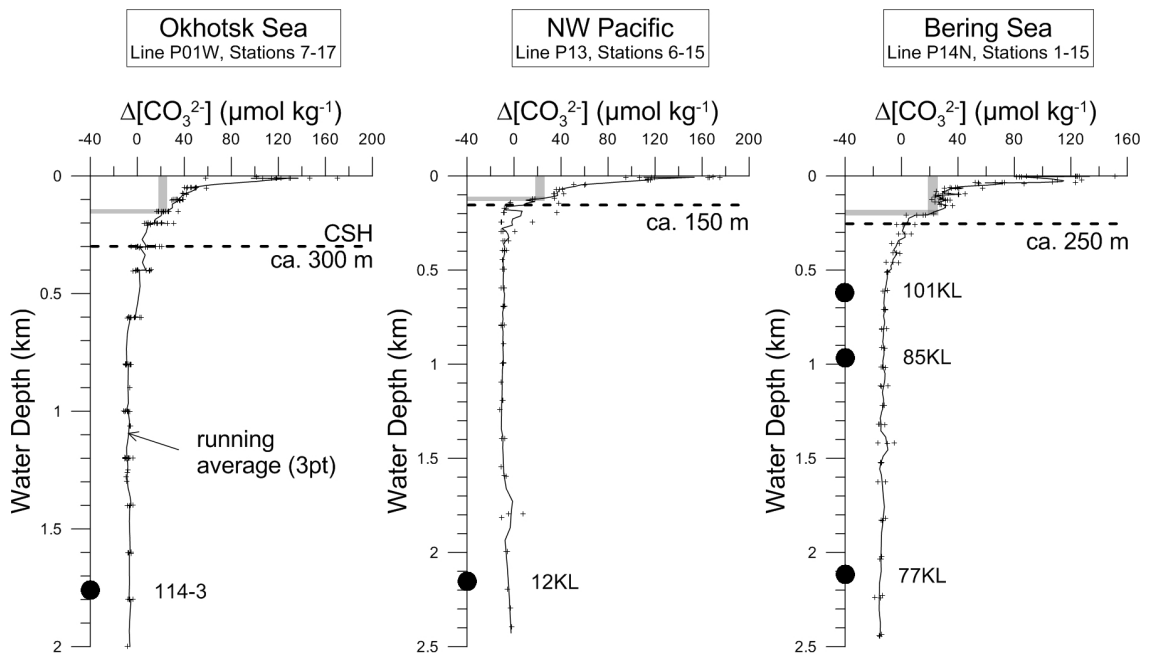 Okhotsk Sea
Line P01W, Stations 7-17
Δ[CO₃²⁻] (μmol kg⁻¹)
-40 0 40 80 120 160 200
0
0.5
1
1.5
2
Water Depth (km)
CSH
ca. 300 m
running
average (3pt)
114-3
NW Pacific
Line P13, Stations 6-15
Δ[CO₃²⁻] (μmol kg⁻¹)
-40 0 40 80 120 160 200
0
0.5
1
1.5
2
2.5
Water Depth (km)
ca. 150 m
12KL
Bering Sea
Line P14N, Stations 1-15
Δ[CO₃²⁻] (μmol kg⁻¹)
-40 0 40 80 120 160
0
0.5
1
1.5
2
2.5
Water Depth (km)
ca. 250 m
101KL
85KL
77KL